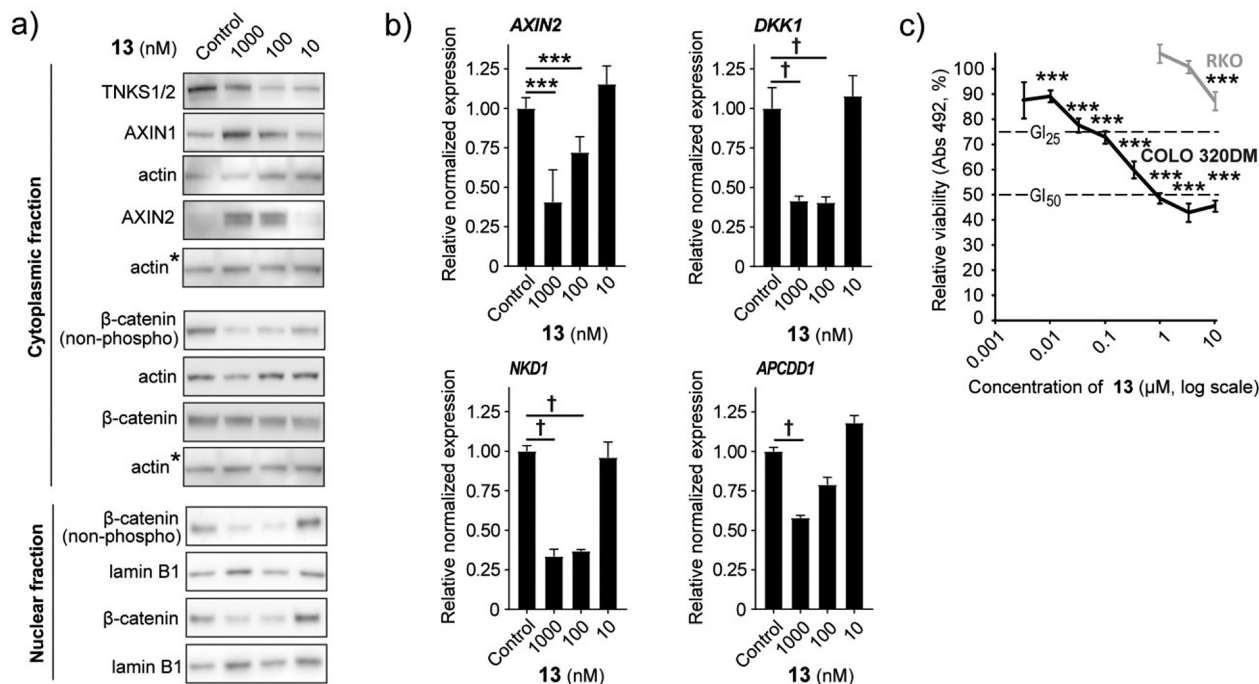 a)
13 (nM) Control 1000 100 10
Cytoplasmic fraction
TNKS1/2
AXIN1
actin
AXIN2
actin*
β-catenin
(non-phospho)
actin
β-catenin
actin*
Nuclear fraction
β-catenin
(non-phospho)
lamin B1
β-catenin
lamin B1
b)
AXIN2
Relative normalized expression
1.25
1.00
0.75
0.50
0.25
0
***
***
Control 1000 100 10
13 (nM)
DKK1
Relative normalized expression
1.25
1.00
0.75
0.50
0.25
0
†
†
Control 1000 100 10
13 (nM)
NKD1
Relative normalized expression
1.25
1.00
0.75
0.50
0.25
0
†
†
Control 1000 100 10
13 (nM)
APCDD1
Relative normalized expression
1.25
1.00
0.75
0.50
0.25
0
†
Control 1000 100 10
13 (nM)
c)
Relative viability (Abs 492, %)
90
80
70
60
50
40
30
20
10
0
RKO
***
***
***
***
***
COLO 320DM
***
***
***
GI25
GI50
0.001 0.01 0.1 1 10
Concentration of 13 (µM, log scale)